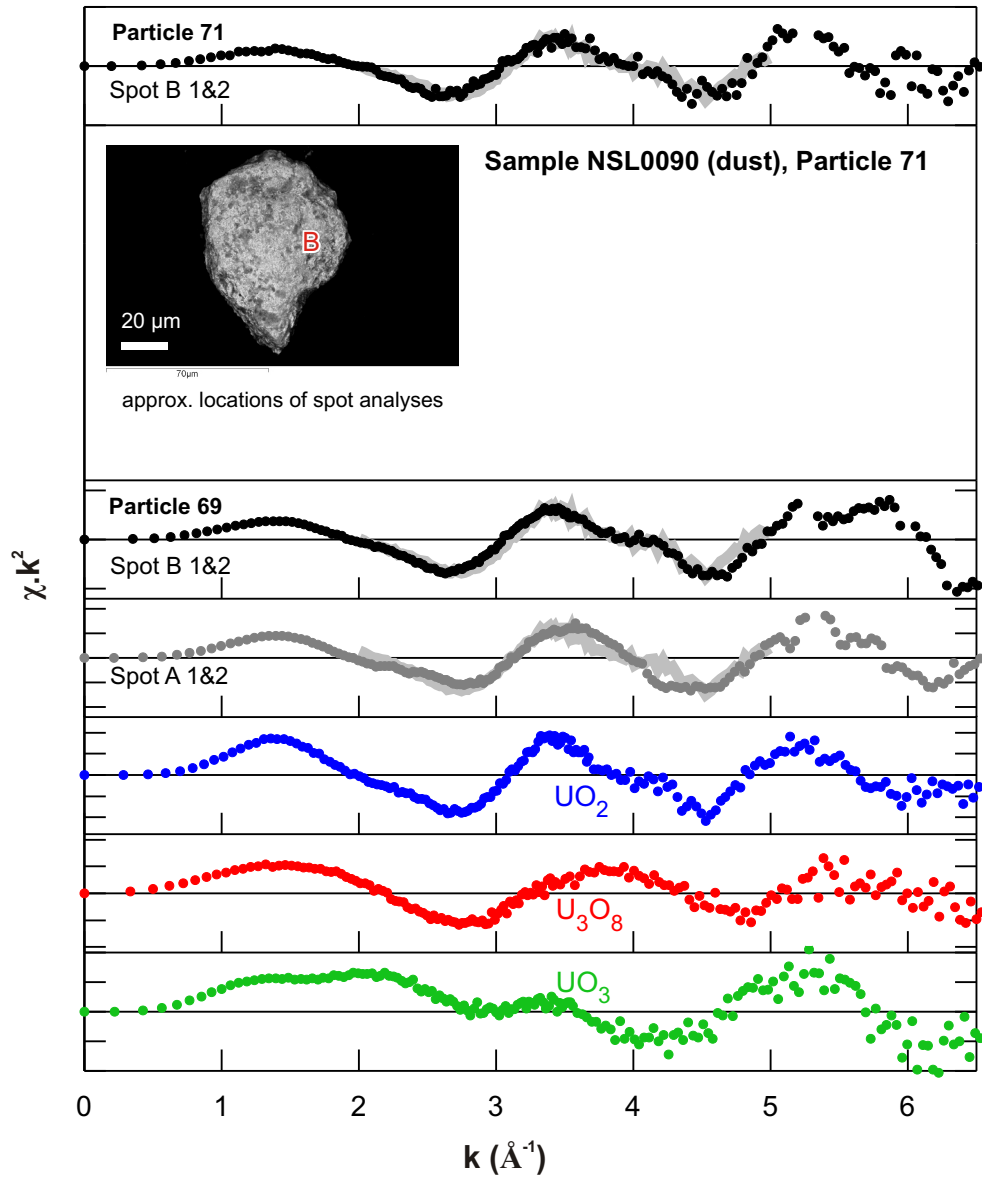 Particle 71
Spot B 1&2
Sample NSL0090 (dust), Particle 71
B
20 µm
70µm
approx. locations of spot analyses
Particle 69
Spot B 1&2
Spot A 1&2
UO₂
U₃O₈
UO₃
χ.k²
0 1 2 3 4 5 6
k (Å⁻¹)